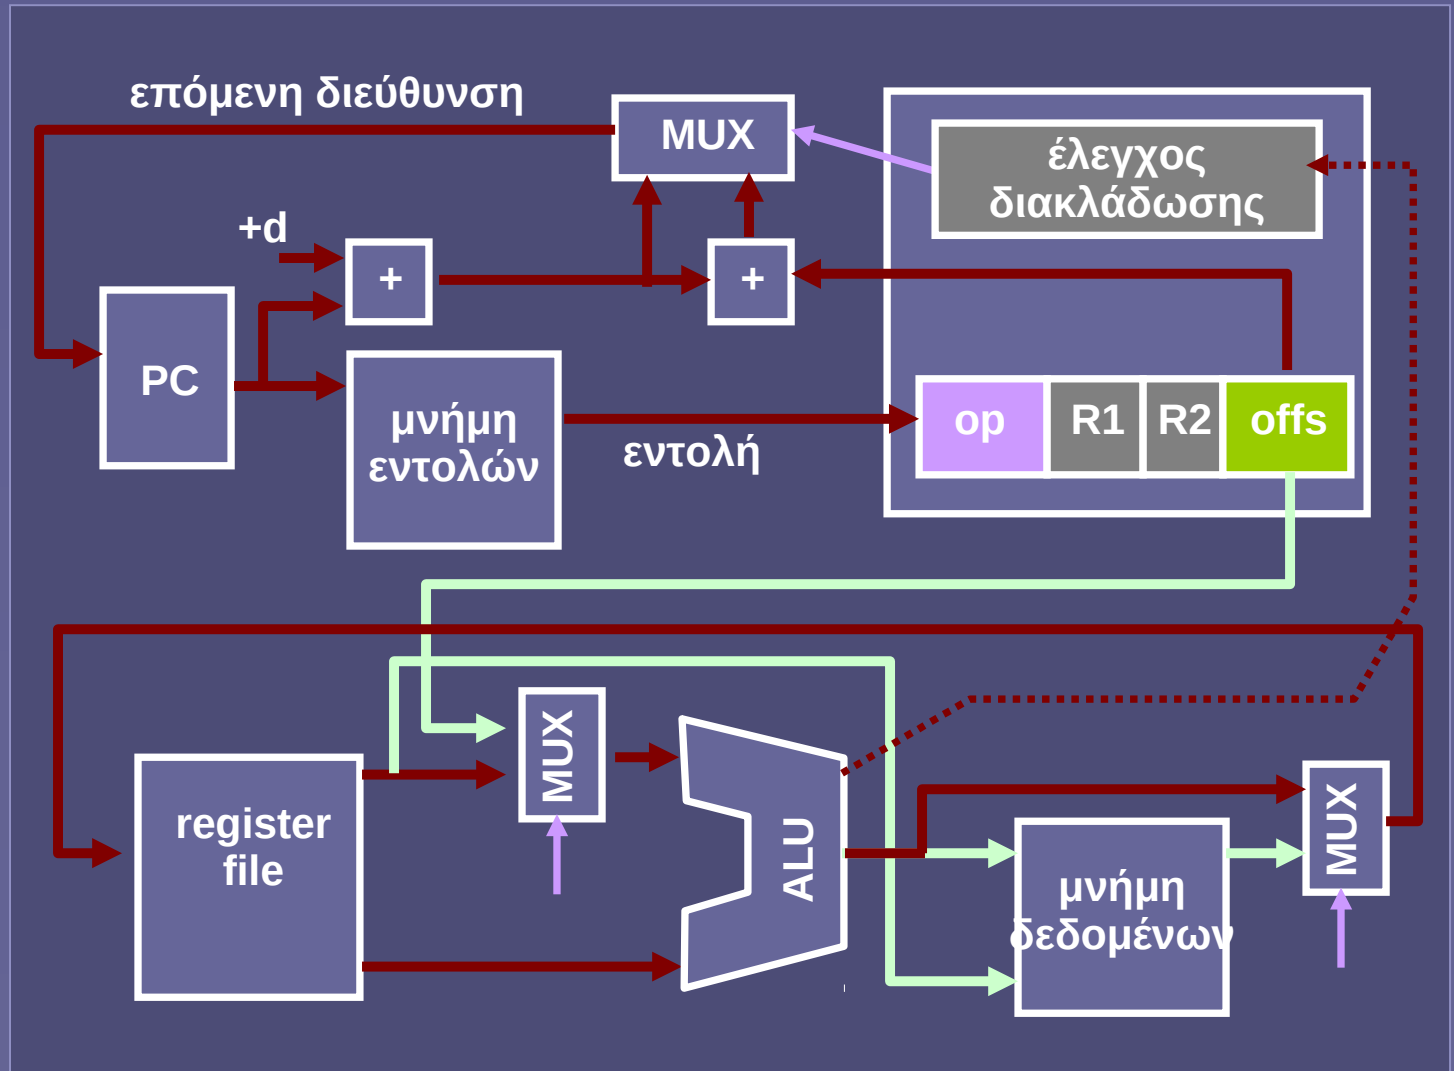 επόμενη διεύθυνση
MUX
έλεγχος
διακλάδωσης
+d
+
+
PC
μνήμη
εντολών
εντολή
op
R1
R2
offs
MUX
ALU
register
file
MUX
μνήμη
δεδομένων